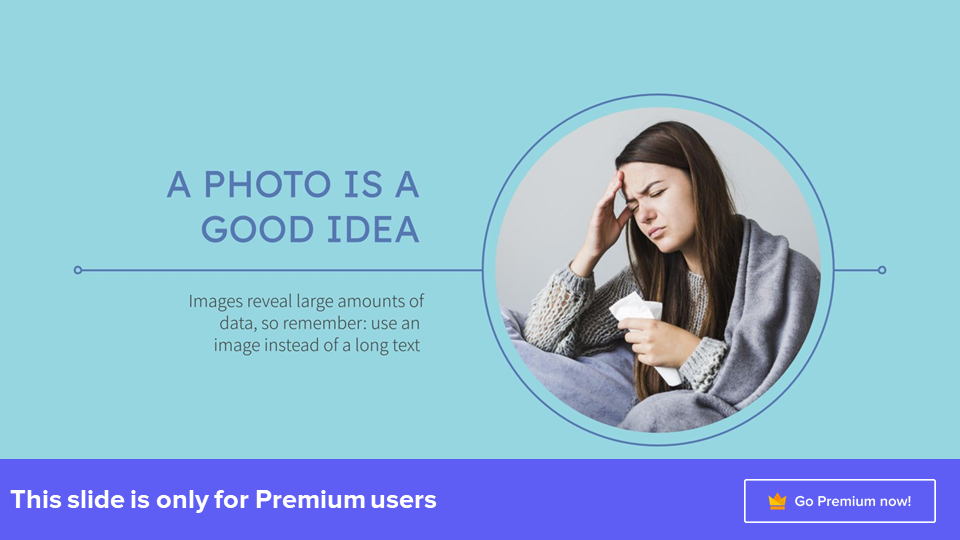 A PHOTO IS A
GOOD IDEA
Images reveal large amounts of
data, so remember: use an
image instead of a long text
This slide is only for Premium users
Go Premium now!